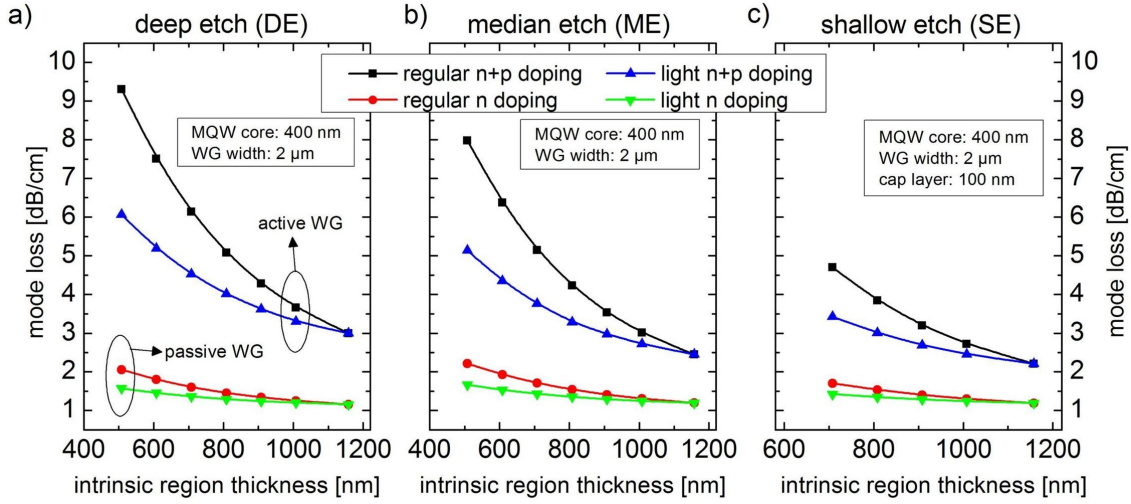 a) deep etch (DE)
b) median etch (ME)
c) shallow etch (SE)
regular n+p doping
light n+p doping
regular n doping
light n doping
mode loss [dB/cm]
10
9
8
7
6
5
4
3
2
1
MQW core: 400 nm
WG width: 2 µm
active WG
passive WG
400 600 800 1000 1200
intrinsic region thickness [nm]
MQW core: 400 nm
WG width: 2 µm
400 600 800 1000 1200
intrinsic region thickness [nm]
MQW core: 400 nm
WG width: 2 µm
cap layer: 100 nm
600 800 1000 1200
intrinsic region thickness [nm]
10
9
8
7
6
5
4
3
2
1
mode loss [dB/cm]